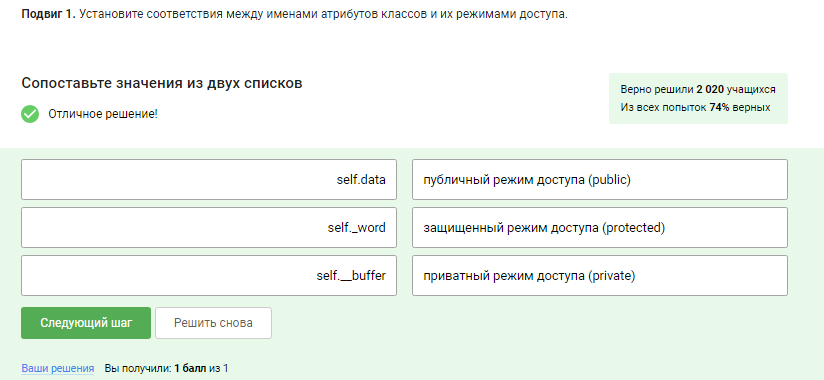 Подвиг 1. Установите соответствия между именами атрибутов классов и их режимами доступа.
Сопоставьте значения из двух списков
Отличное решение!
Верно решили 2 020 учащихся
Из всех попыток 74% верных
self.data
публичный режим доступа (public)
self._word
защищенный режим доступа (protected)
self.__buffer
приватный режим доступа (private)
Следующий шаг
Решить снова
Ваши решения Вы получили: 1 балл из 1